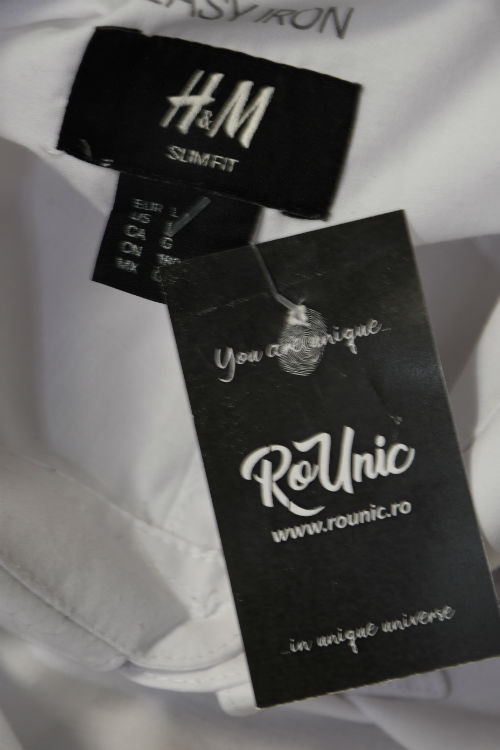 EASY IRON
H&M
SLIM FIT
EUR L
US L
CA G
CN
MX
You are unique...
RoUnic
www.rounic.ro
...in unique universe